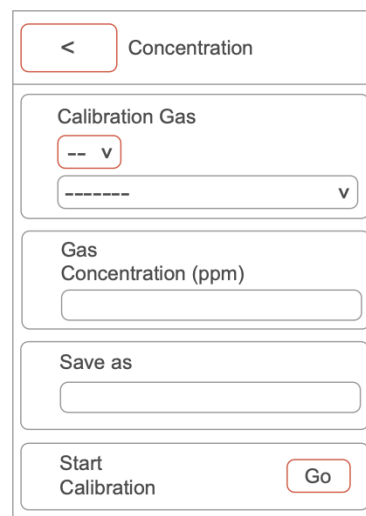 < Concentration
Calibration Gas
-- v
------- v
Gas
Concentration (ppm)
Save as
Start
Calibration
Go